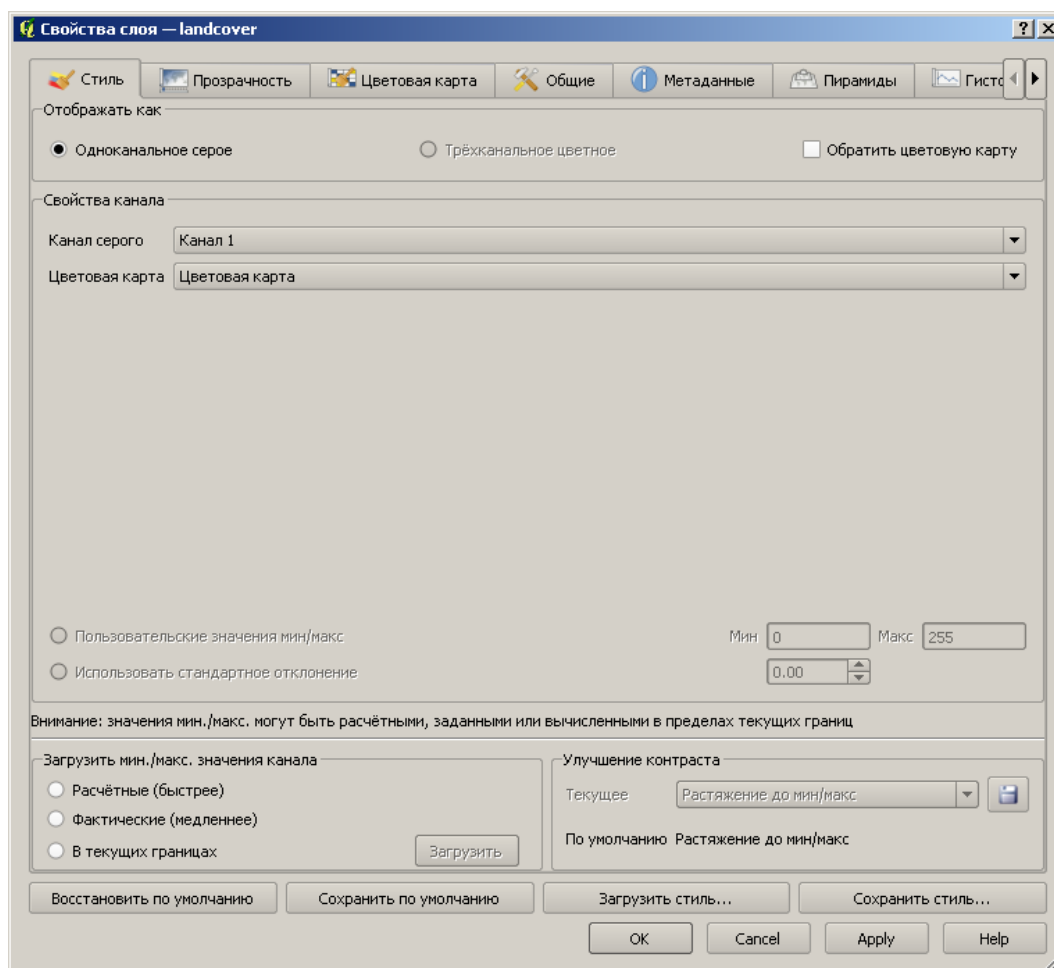 Свойства слоя — landcover
Стиль Прозрачность Цветовая карта Общие Метаданные Пирамиды
Отображать как
Одноканальное серое Трёхканальное цветное Обратить цветовую карту
Свойства канала
Канал серого Канал 1
Цветовая карта Цветовая карта
Пользовательские значения мин/макс Мин 0 Макс 255
Использовать стандартное отклонение 0.00
Внимание: значения мин./макс. могут быть расчётными, заданными или вычисленными в пределах текущих границ
Загрузить мин./макс. значения канала
Расчётные (быстрее)
Фактические (медленнее)
В текущих границах Загрузить
Улучшение контраста
Текущее Растяжение до мин/макс
По умолчанию Растяжение до мин/макс
Восстановить по умолчанию Сохранить по умолчанию Загрузить стиль... Сохранить стиль...
OK Cancel Apply Help